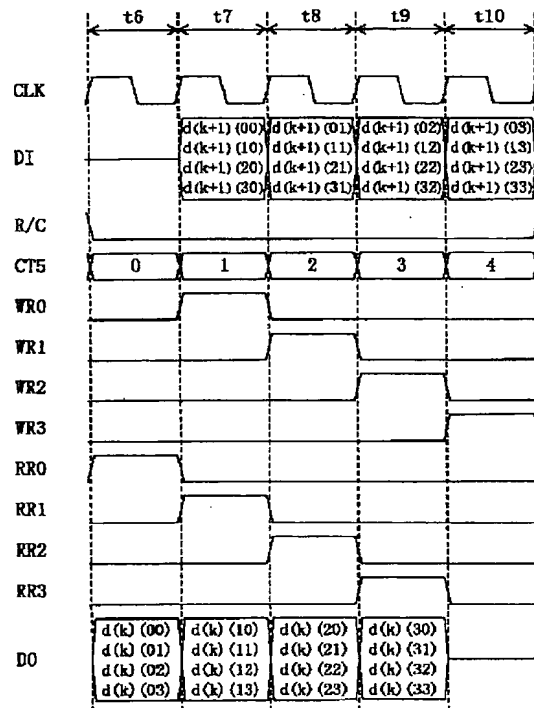 t6 t7 t8 t9 t10
CLK
d(k+1) (00) d(k+1) (01) d(k+1) (02) d(k+1) (03)
d(k+1) (10) d(k+1) (11) d(k+1) (12) d(k+1) (13)
DI
d(k+1) (20) d(k+1) (21) d(k+1) (22) d(k+1) (23)
d(k+1) (30) d(k+1) (31) d(k+1) (32) d(k+1) (33)
R/C
CT5 0 1 2 3 4
WR0
WR1
WR2
WR3
RR0
RR1
RR2
RR3
d(k) (00) d(k) (10) d(k) (20) d(k) (30)
d(k) (01) d(k) (11) d(k) (21) d(k) (31)
DO
d(k) (02) d(k) (12) d(k) (22) d(k) (32)
d(k) (03) d(k) (13) d(k) (23) d(k) (33)